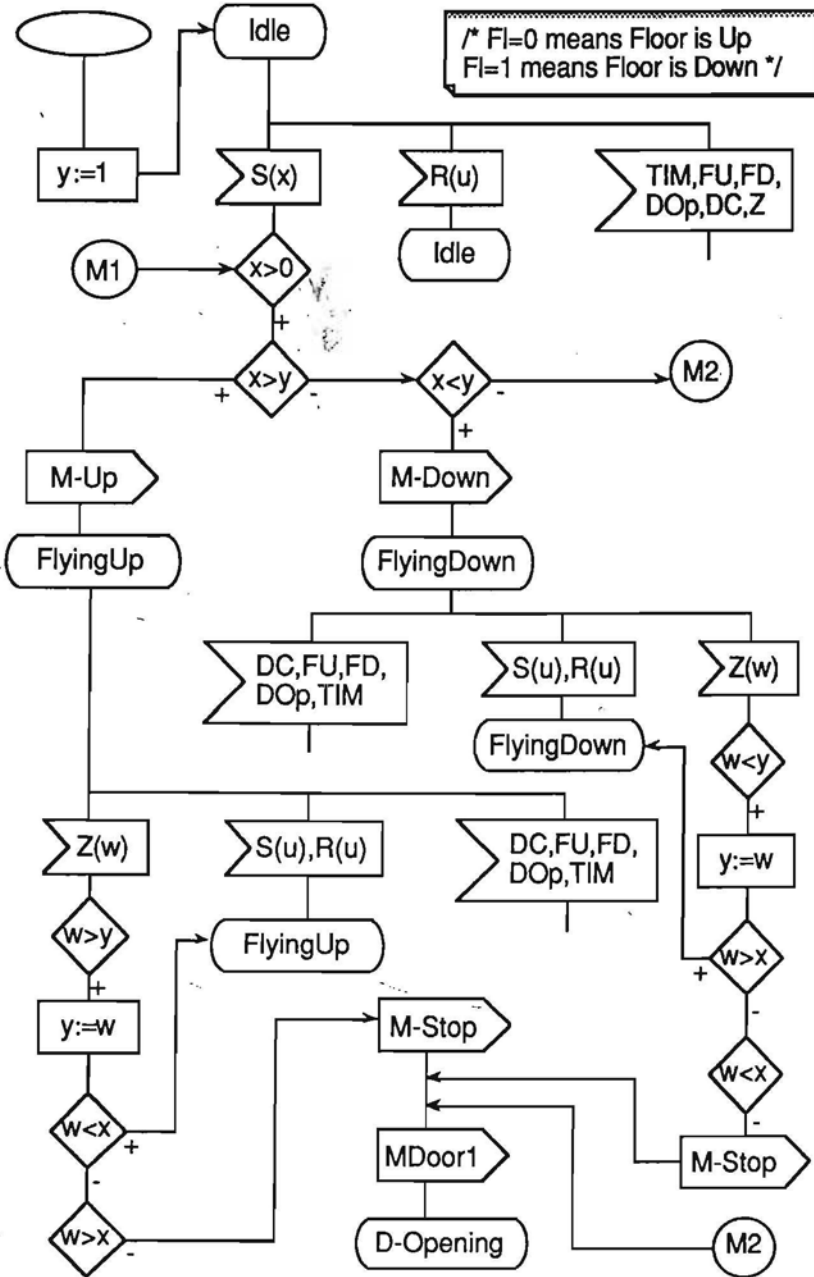 Idle
/* Fl=0 means Floor is Up
Fl=1 means Floor is Down */
y:=1
S(x)
R(u)
TIM,FU,FD,
DOp,DC,Z
Idle
M1
x>0
+
x>y
+
-
x<y
-
+
M2
M-Up
M-Down
FlyingUp
FlyingDown
DC,FU,FD,
DOp,TIM
S(u),R(u)
Z(w)
FlyingDown
w<y
+
y:=w
Z(w)
S(u),R(u)
DC,FU,FD,
DOp,TIM
w>y
+
FlyingUp
w>x
+
-
y:=w
M-Stop
w<x
-
w<x
+
-
MDoor1
M-Stop
w>x
-
D-Opening
M2